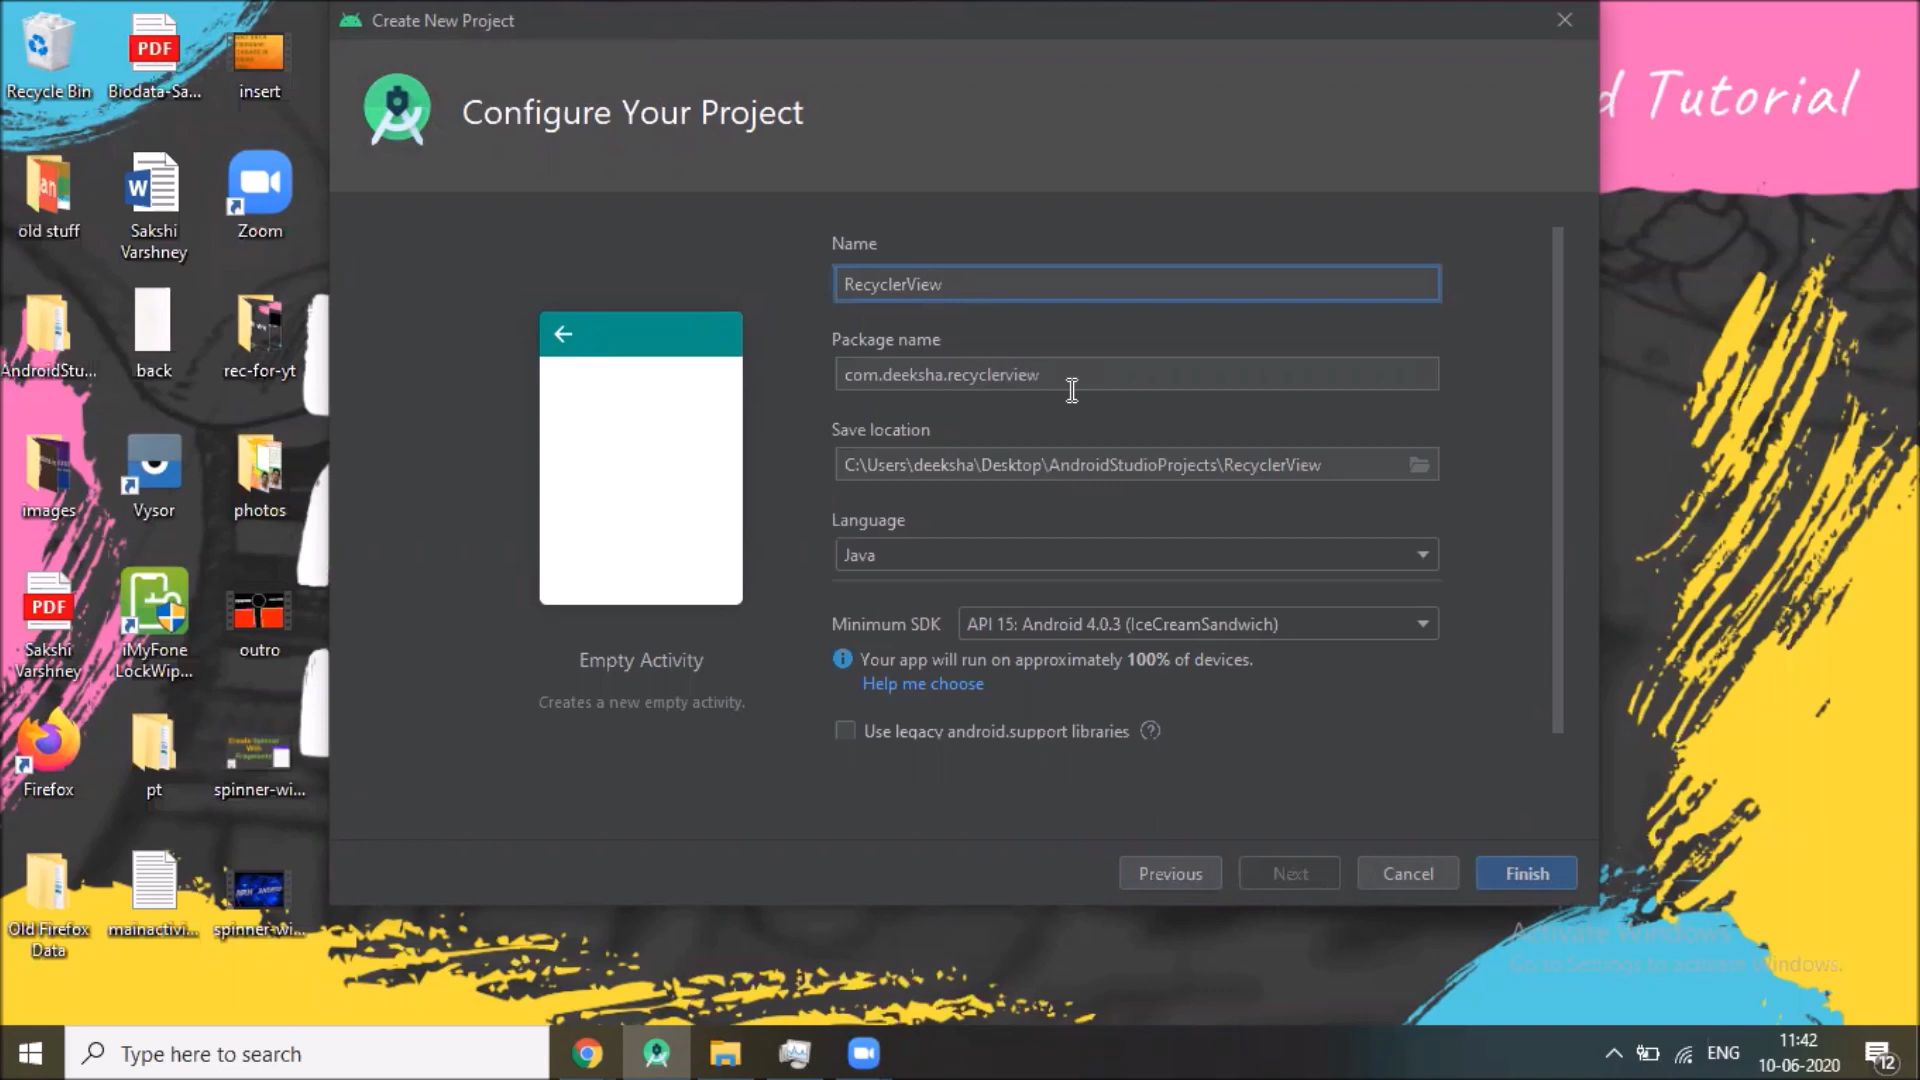 Create New Project
Configure Your Project
d Tutorial
Recycle Bin
Biodata-Sa...
insert
old stuff
Sakshi
Varshney
Zoom
AndroidStu...
back
rec-for-yt
images
Vysor
photos
Sakshi
Varshney
iMyFone
LockWip...
outro
Firefox
pt
spinner-wi...
Old Firefox
Data
mainactivi...
spinner-wi...
PDF
PDF
Name
RecyclerView
Package name
com.deeksha.recyclerview
Save location
C:\Users\deeksha\Desktop\AndroidStudioProjects\RecyclerView
Language
Java
Minimum SDK
API 15: Android 4.0.3 (IceCreamSandwich)
Your app will run on approximately 100% of devices.
Help me choose
Use legacy android.support libraries
Empty Activity
Creates a new empty activity.
Previous
Next
Cancel
Finish
Activate Windows
Go to Settings to activate Windows.
Type here to search
ENG
11:42
10-06-2020
12